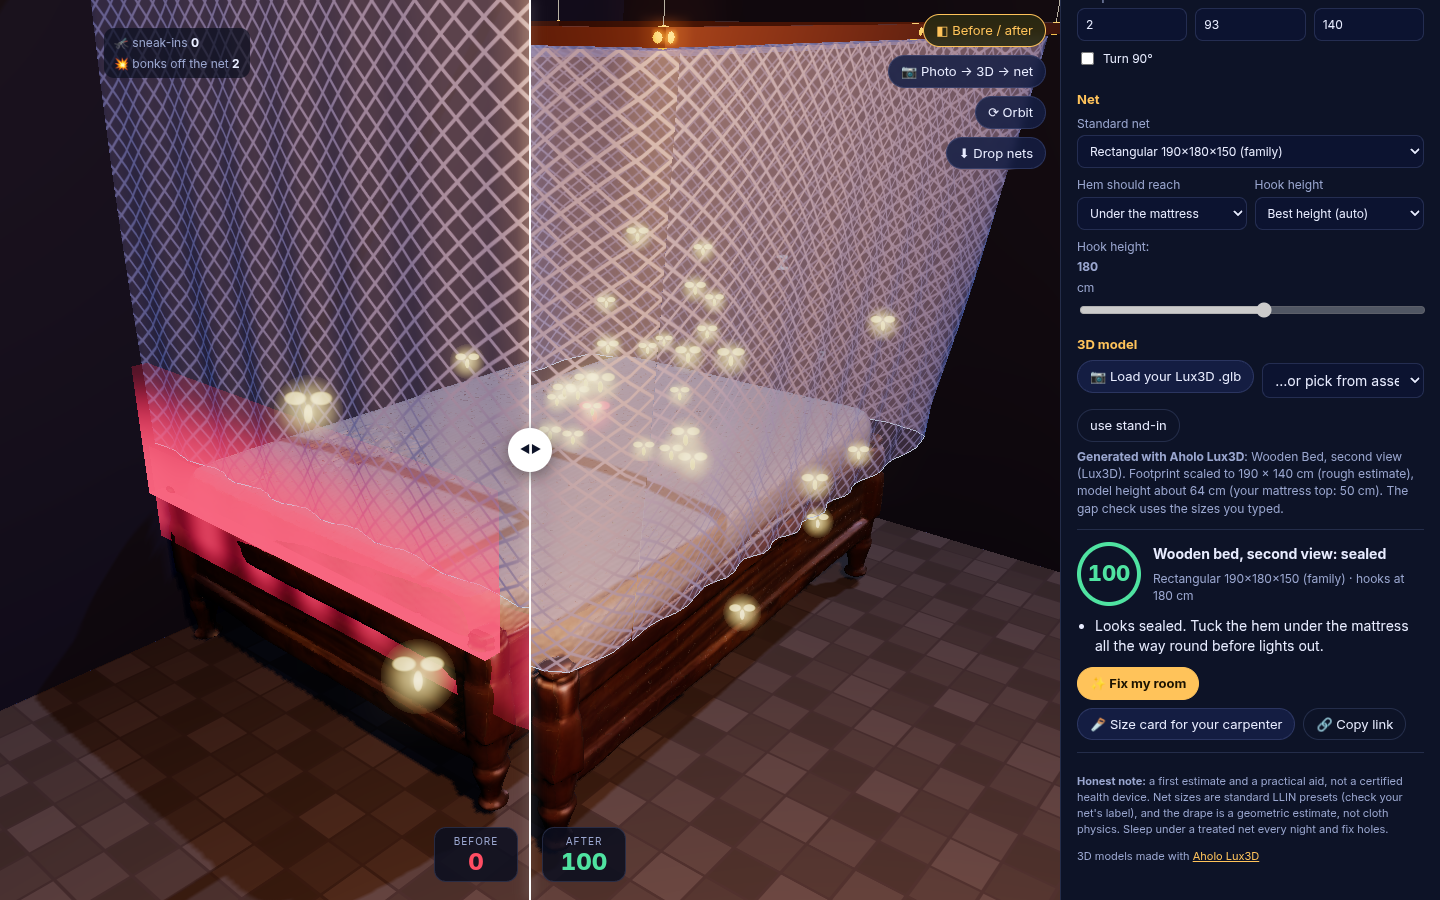 🦟 sneak-ins 0
💥 bonks off the net 2
◧ Before / after
📷 Photo → 3D → net
⟳ Orbit
⬇ Drop nets
BEFORE
0
AFTER
100
2
93
140
Turn 90°
Net
Standard net
Rectangular 190×180×150 (family)
Hem should reach
Hook height
Under the mattress
Best height (auto)
Hook height:
180
cm
3D model
📷 Load your Lux3D .glb
...or pick from asse
use stand-in
Generated with Aholo Lux3D: Wooden Bed, second view
(Lux3D). Footprint scaled to 190 × 140 cm (rough estimate),
model height about 64 cm (your mattress top: 50 cm). The
gap check uses the sizes you typed.
100
Wooden bed, second view: sealed
Rectangular 190×180×150 (family) · hooks at
180 cm
• Looks sealed. Tuck the hem under the mattress
all the way round before lights out.
✨ Fix my room
🪚 Size card for your carpenter
🔗 Copy link
Honest note: a first estimate and a practical aid, not a certified
health device. Net sizes are standard LLIN presets (check your
net's label), and the drape is a geometric estimate, not cloth
physics. Sleep under a treated net every night and fix holes.
3D models made with Aholo Lux3D